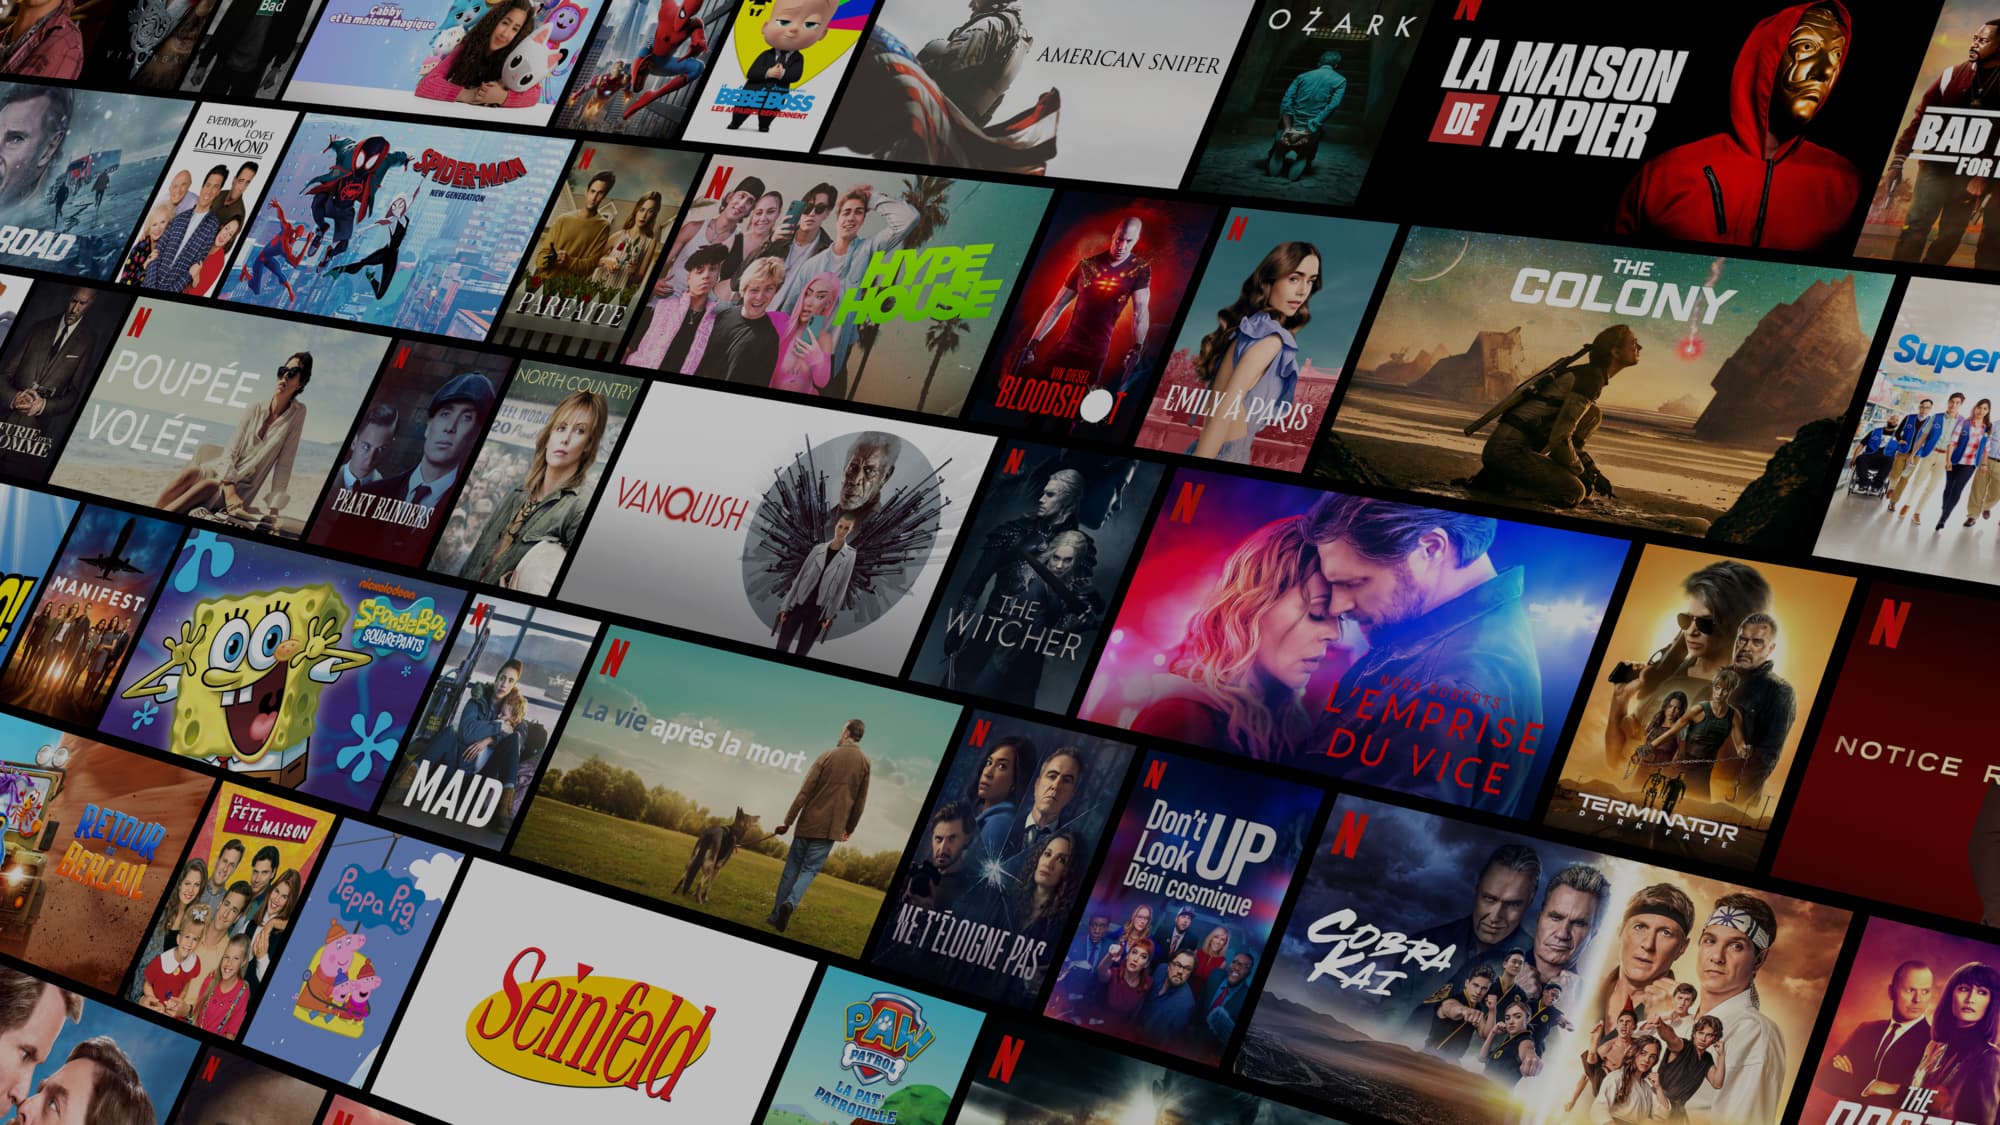 Bad
VIKINGS
Gabby
et la maison magique
BÉBÉ BOSS
LES AFFAIRES REPRENNENT
AMERICAN SNIPER
OZARK
N
LA MAISON
DE PAPIER
BAD
FOR
ROAD
EVERYBODY
LOVES
RAYMOND
SPIDER-MAN
NEW GENERATION
N
PARFAITE
N
HYPE
HOUSE
VIN DIESEL
BLOODSHOT
N
EMILY À PARIS
THE
COLONY
Super
OMME
N
POUPÉE
VOLÉE
N
PEAKY BLINDERS
NORTH COUNTRY
VANQUISH
N
THE
WITCHER
N
NORA ROBERTS
L'EMPRISE
DU VICE
TERMINATOR
DARK FATE
N
NOTICE R
O!
MANIFEST
nickelodeon
SpongeBob
SQUAREPANTS
N
MAID
N
La vie après la mort
N
NE T'ÉLOIGNE PAS
N
Don't
Look UP
Déni cosmique
N
COBRA
KAI
THE
RETOUR
BERCAIL
LA
FÊTE
À LA MAISON
Peppa Pig
Seinfeld
PAW
PATROL
LA PAT'
PATROUILLE
N
N
N